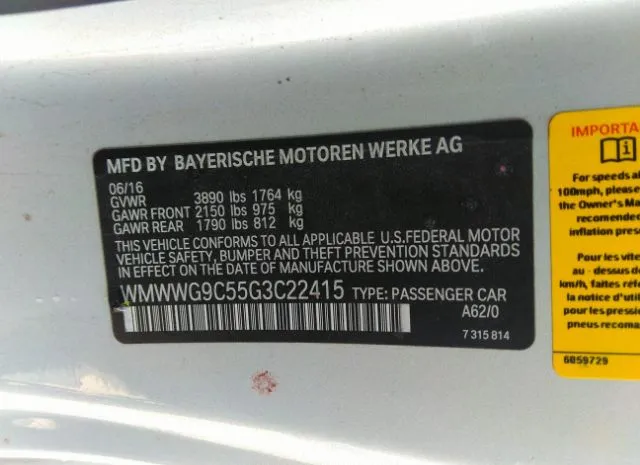 MFD BY BAYERISCHE MOTOREN WERKE AG
06/16
GVWR 3890 lbs 1764 kg
GAWR FRONT 2150 lbs 975 kg
GAWR REAR 1790 lbs 812 kg
THIS VEHICLE CONFORMS TO ALL APPLICABLE U.S.FEDERAL MOTOR
VEHICLE SAFETY, BUMPER AND THEFT PREVENTION STANDARDS
IN EFFECT ON THE DATE OF MANUFACTURE SHOWN ABOVE.
WMWWG9C55G3C22415 TYPE: PASSENGER CAR
A62/0
7 315 814
IMPORTA
i
For speeds a
100mph, please
the Owner's Ma
recomende
inflation pres
Pour les vite
au - dessus d
km/h, faites réf
la notice w
pour les pressi
pneus recomma
6859729